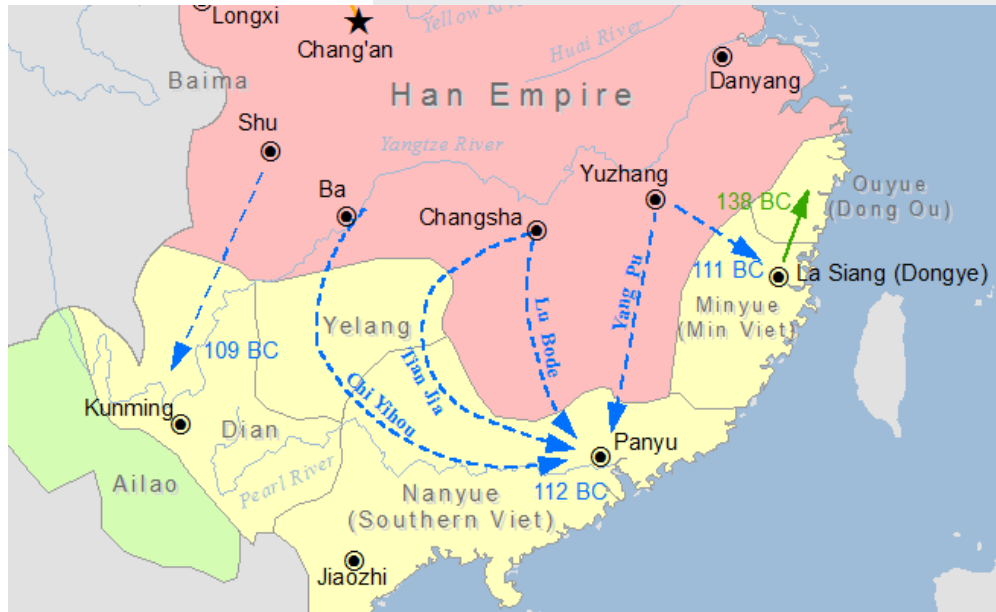 Longxi
Yellow River
Chang'an
Huai River
Baima
Danyang
Han Empire
Shu
Yangtze River
Ba
Yuzhang
Changsha
138 BC
Ouyue
(Dong Ou)
111 BC
La Siang (Dongye)
Minyue
(Min Viet)
Yang Pu
Lu Bode
Yelang
Tian Jia
109 BC
Chi Yihou
Kunming
Dian
Panyu
Ailao
Pearl River
112 BC
Nanyue
(Southern Viet)
Jiaozhi